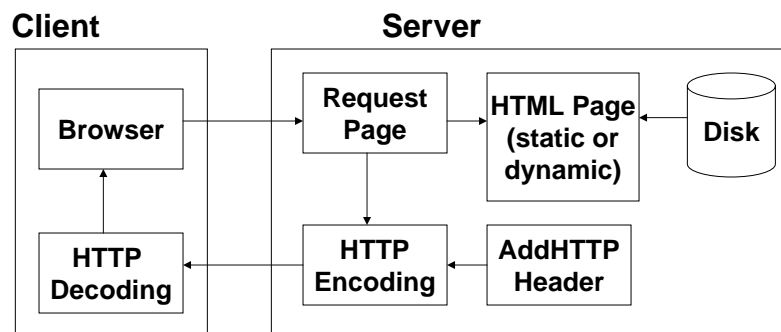 Client
Server
Browser
Request
Page
HTML Page
(static or
dynamic)
Disk
HTTP
Decoding
HTTP
Encoding
AddHTTP
Header